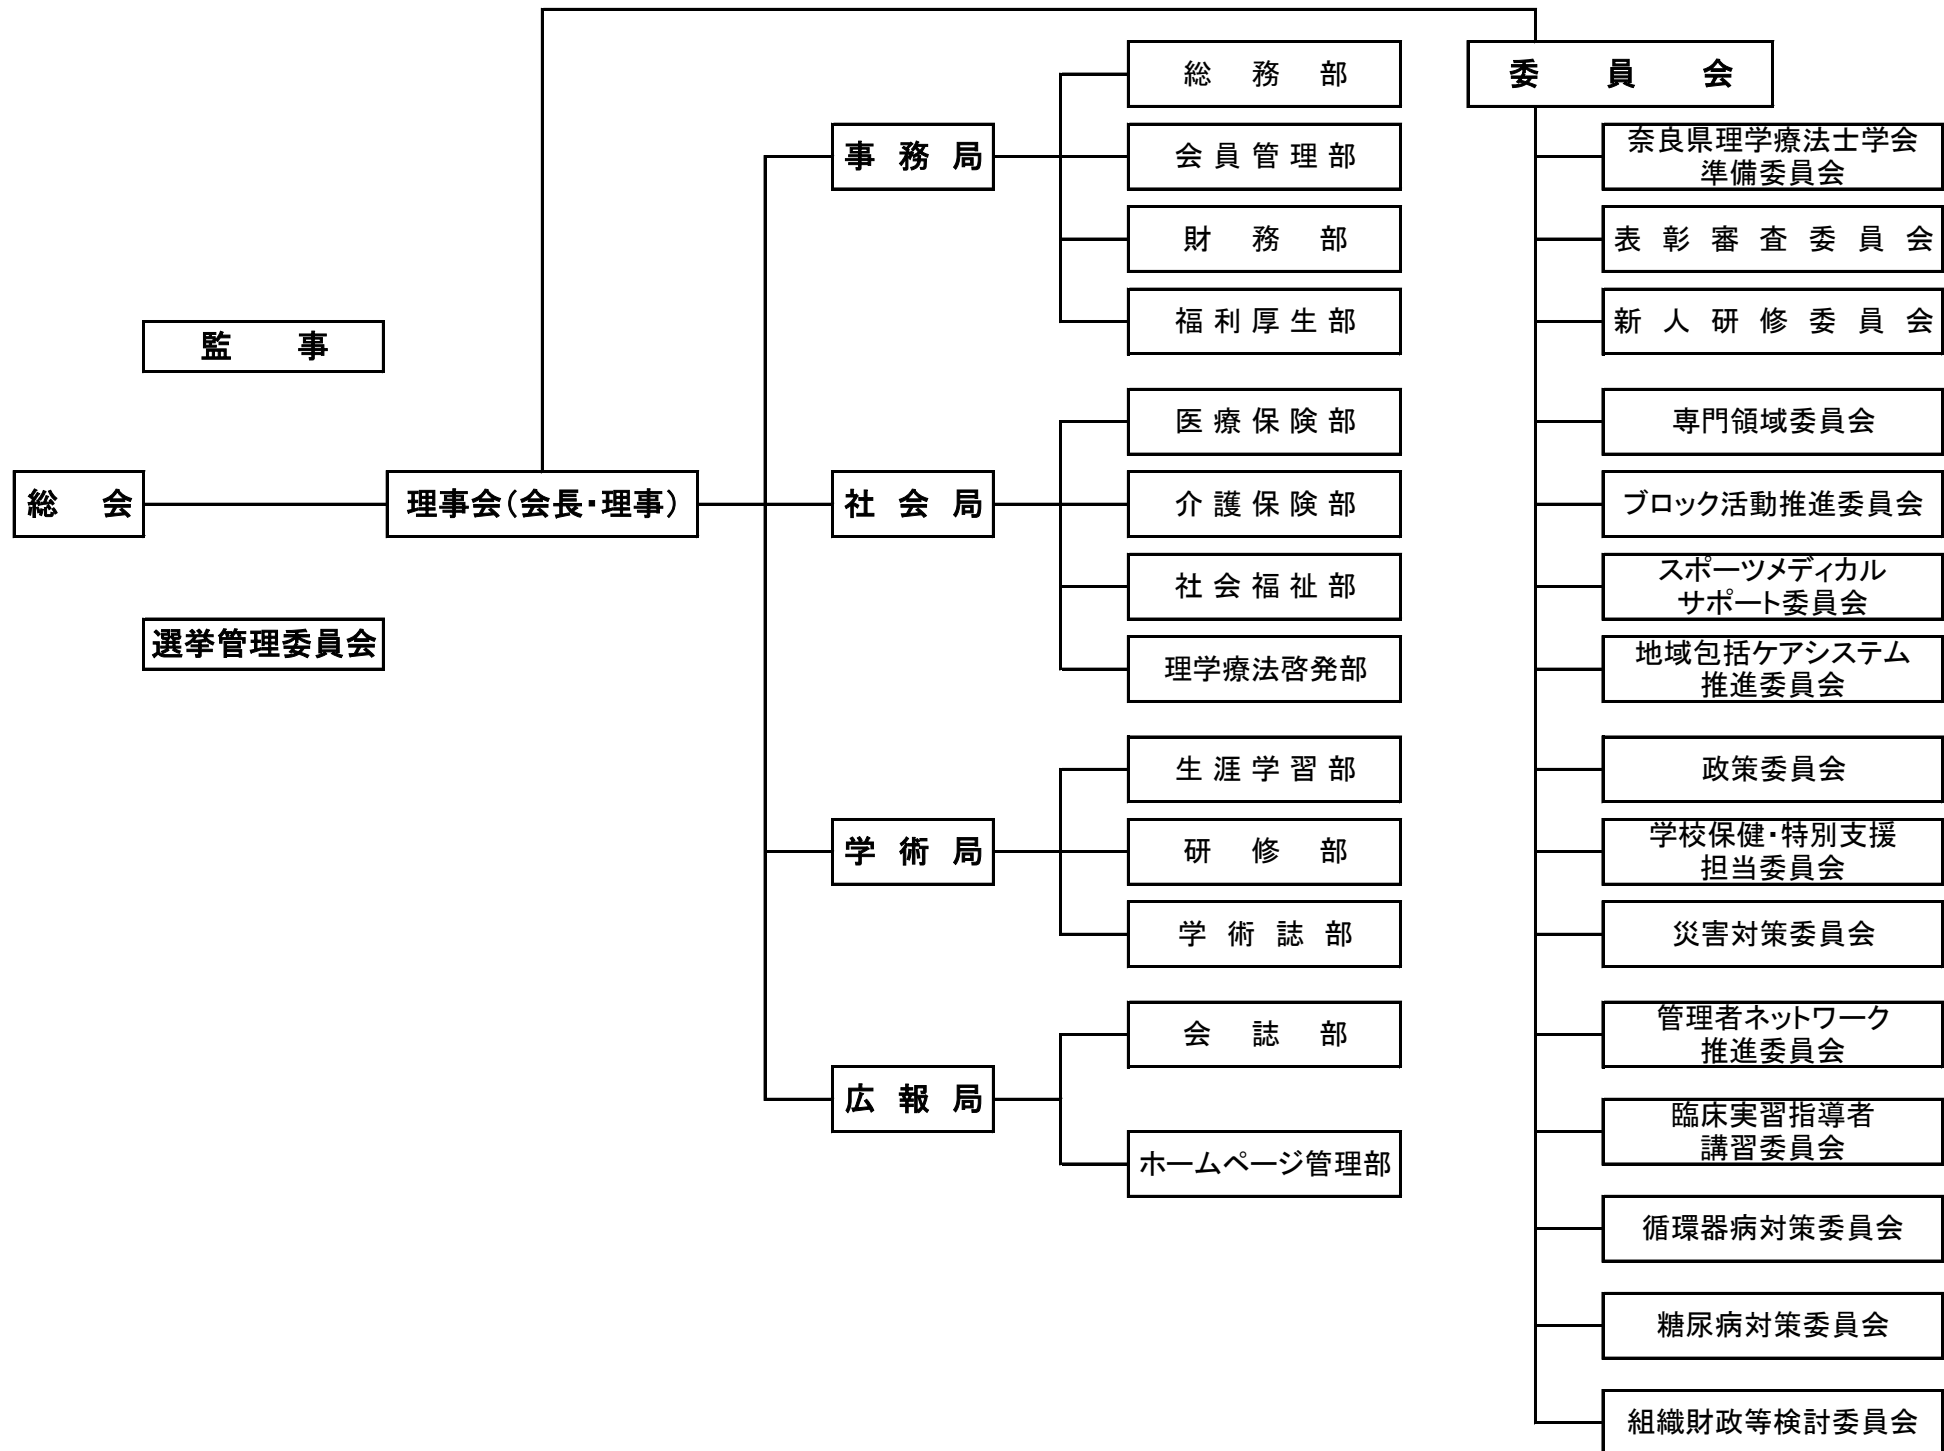 総会
監事
選挙管理委員会
理事会（会長・理事）
事務局
総務部
会員管理部
財務部
福利厚生部
社会局
医療保険部
介護保険部
社会福祉部
理学療法啓発部
学術局
生涯学習部
研修部
学術誌部
広報局
会誌部
ホームページ管理部
委員会
奈良県理学療法士学会
準備委員会
表彰審査委員会
新人研修委員会
専門領域委員会
ブロック活動推進委員会
スポーツメディカル
サポート委員会
地域包括ケアシステム
推進委員会
政策委員会
学校保健・特別支援
担当委員会
災害対策委員会
管理者ネットワーク
推進委員会
臨床実習指導者
講習委員会
循環器病対策委員会
糖尿病対策委員会
組織財政等検討委員会